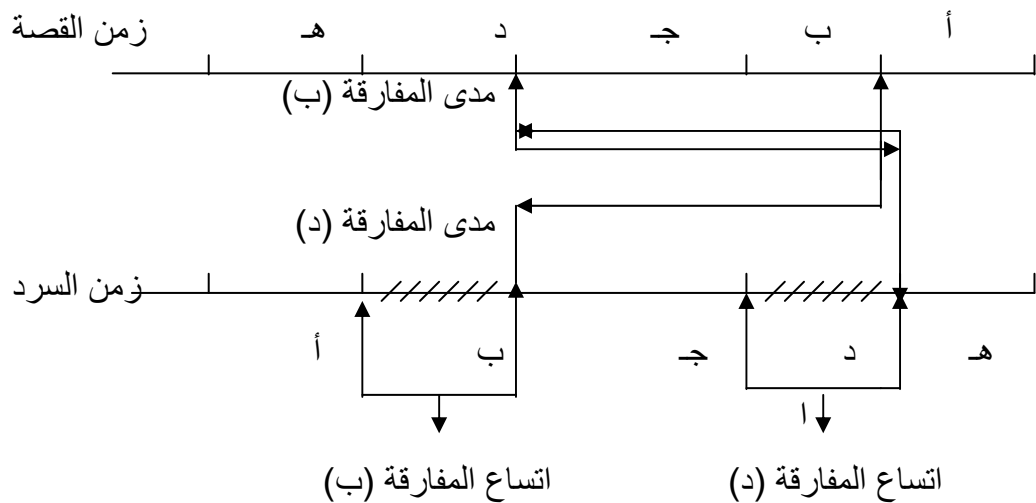 زمن القصة هـ د جـ ب أ
مدى المفارقة (ب)
مدى المفارقة (د)
زمن السرد
أ ب جـ د هـ
ا
اتساع المفارقة (ب) اتساع المفارقة (د)